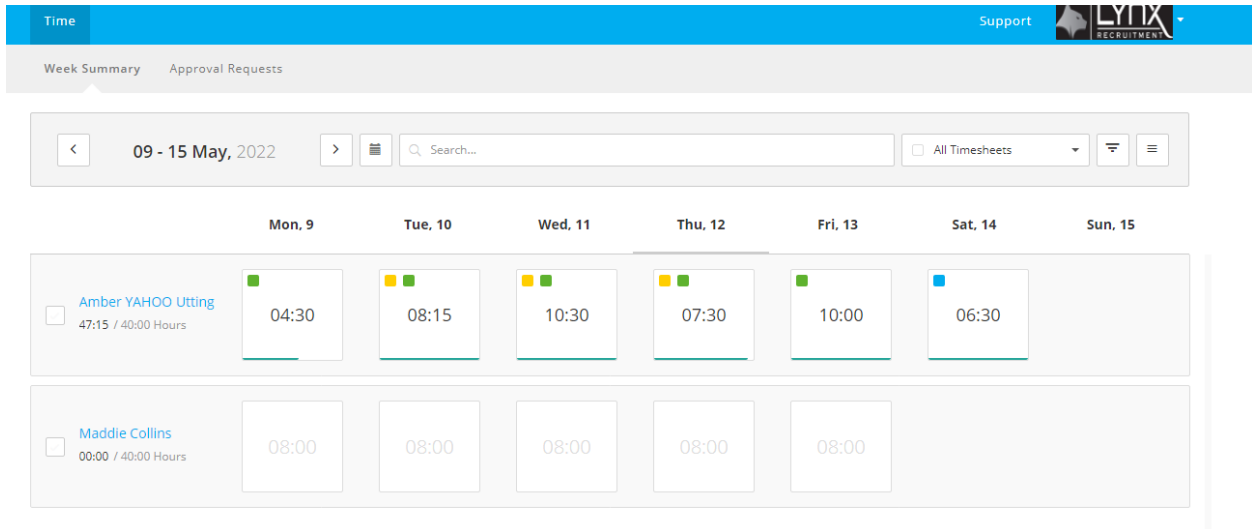 Time Support LYNX
RECRUITMENT
Week Summary Approval Requests
09 - 15 May, 2022 Search... All Timesheets
Mon, 9 Tue, 10 Wed, 11 Thu, 12 Fri, 13 Sat, 14 Sun, 15
Amber YAHOO Utting
47:15 / 40:00 Hours
04:30 08:15 10:30 07:30 10:00 06:30
Maddie Collins
00:00 / 40:00 Hours
08:00 08:00 08:00 08:00 08:00